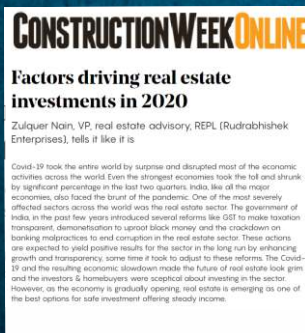 CONSTRUCTIONWEEKONLINE
Factors driving real estate
investments in 2020
Zulquer Nain, VP, real estate advisory, REPL (Rudrabhishek
Enterprises), tells it like it is
Covid-19 took the entire world by surprise and disrupted most of the economic
activities across the world. Even the strongest economies took the toll and shrunk
by significant percentage in the last two quarters. India, like all the major
economies, also faced the brunt of the pandemic. One of the most severely
affected sectors across the world was the real estate sector. The government of
India, in the past few years introduced several reforms like GST to make taxation
transparent, demonetisation to uproot black money and the crackdown on
banking malpractices to end corruption in the real estate sector. These actions
are expected to yield positive results for the sector in the long run by enhancing
growth and transparency, some time it took to adjust to these reforms. The Covid-
19 and the resulting economic slowdown made the future of real estate look grim
and the investors & homebuyers were sceptical about investing in the sector.
However, as the economy is gradually opening, real estate is emerging as one of
the best options for safe investment offering steady income.